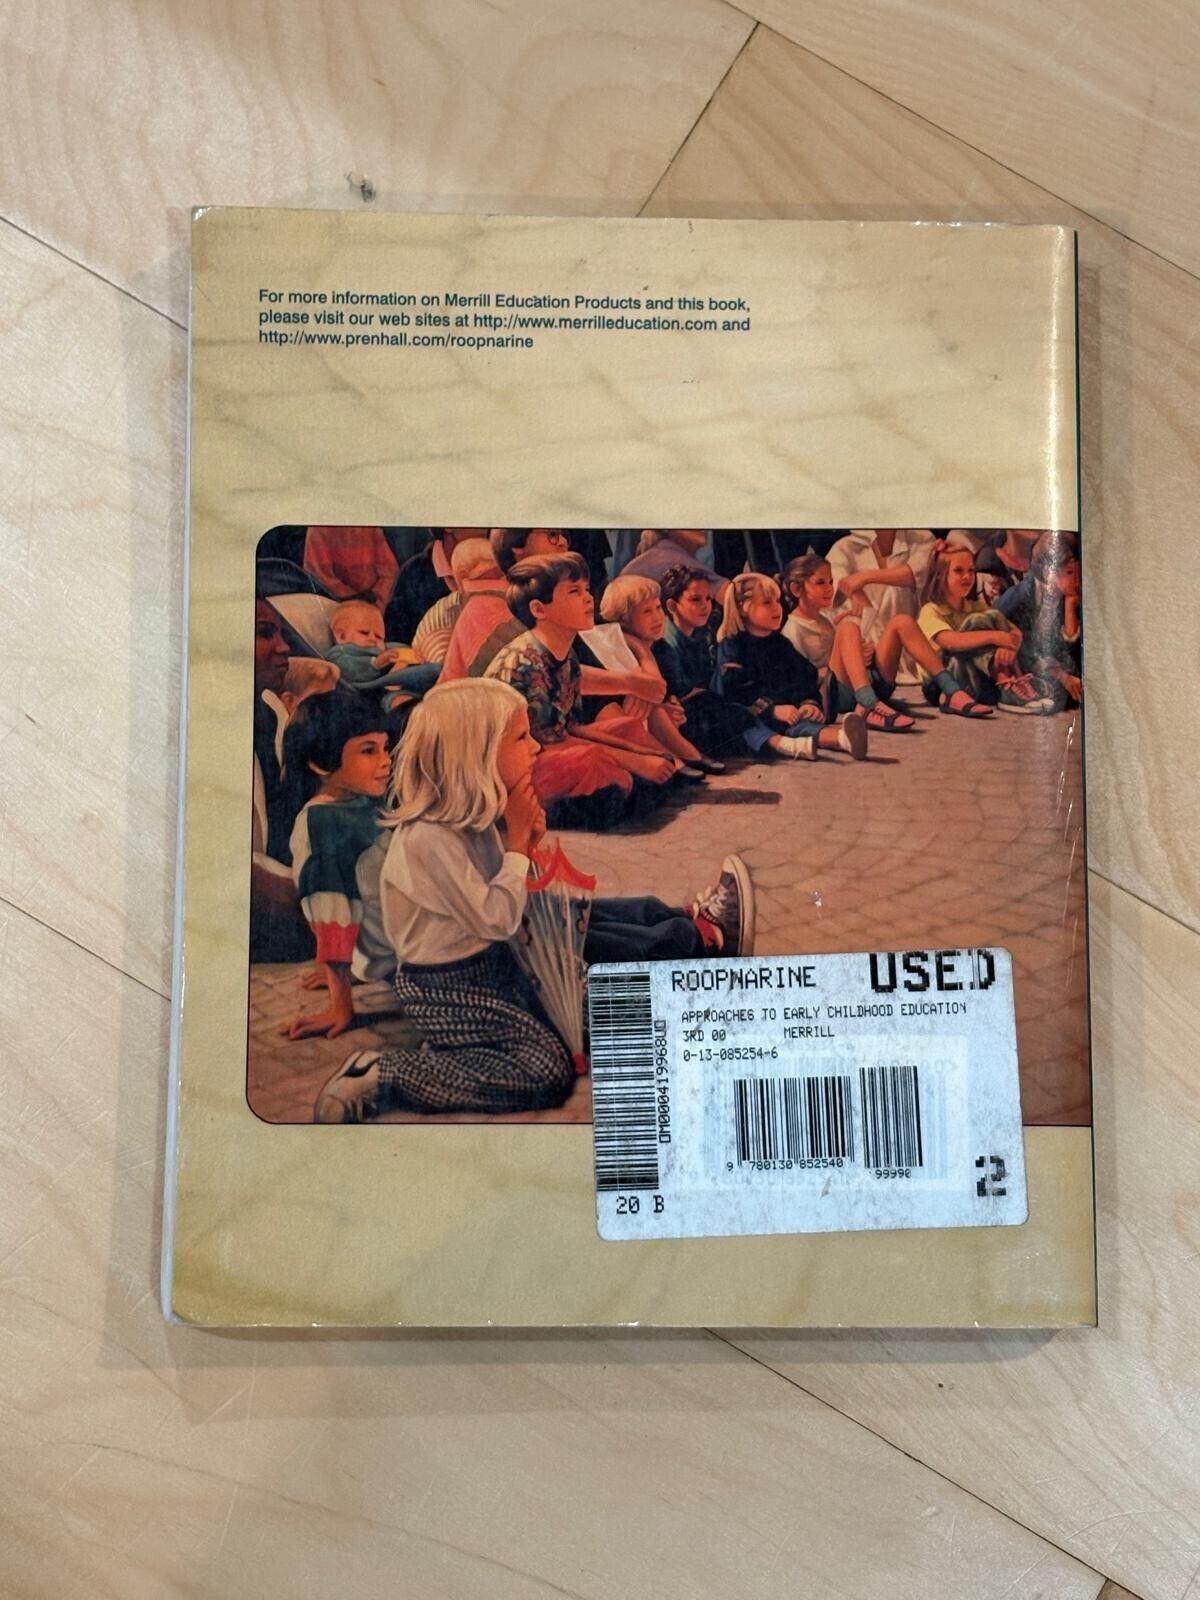 For more information on Merrill Education Products and this book,
please visit our web sites at http://www.merrilleducation.com and
http://www.prenhall.com/roopnarine
ROOPNARINE USED
APPROACHES TO EARLY CHILDHOOD EDUCATION
3RD 00 MERRILL
0-13-085254-6
9 780130 852540
99990
20 B
2